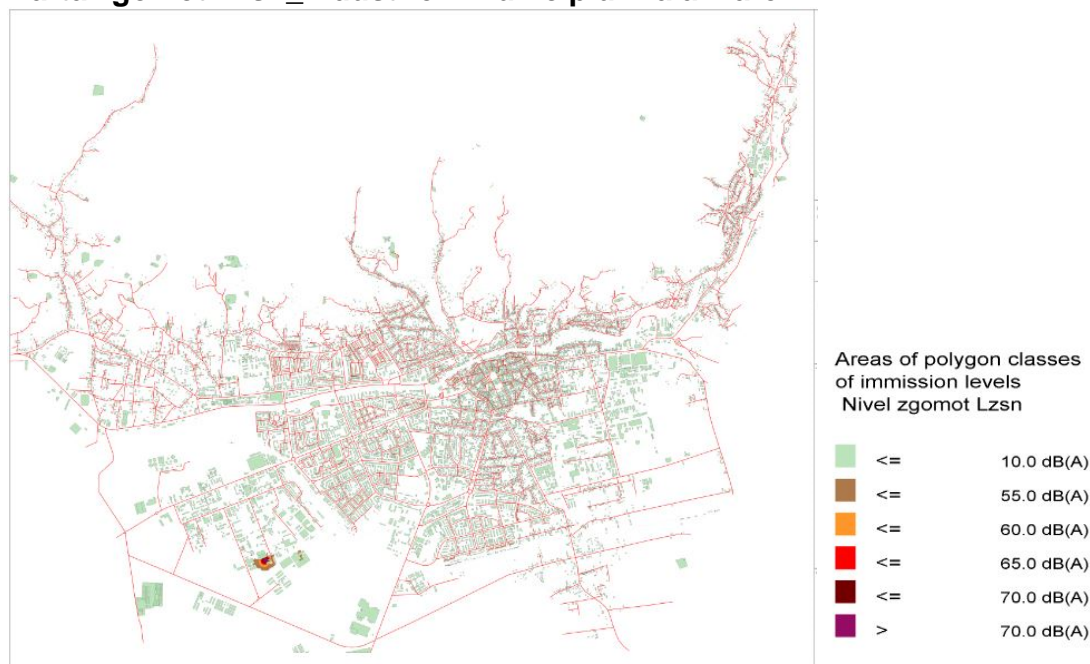 Areas of polygon classes
of immission levels
Nivel zgomot Lzsn
<= 10.0 dB(A)
<= 55.0 dB(A)
<= 60.0 dB(A)
<= 65.0 dB(A)
<= 70.0 dB(A)
> 70.0 dB(A)